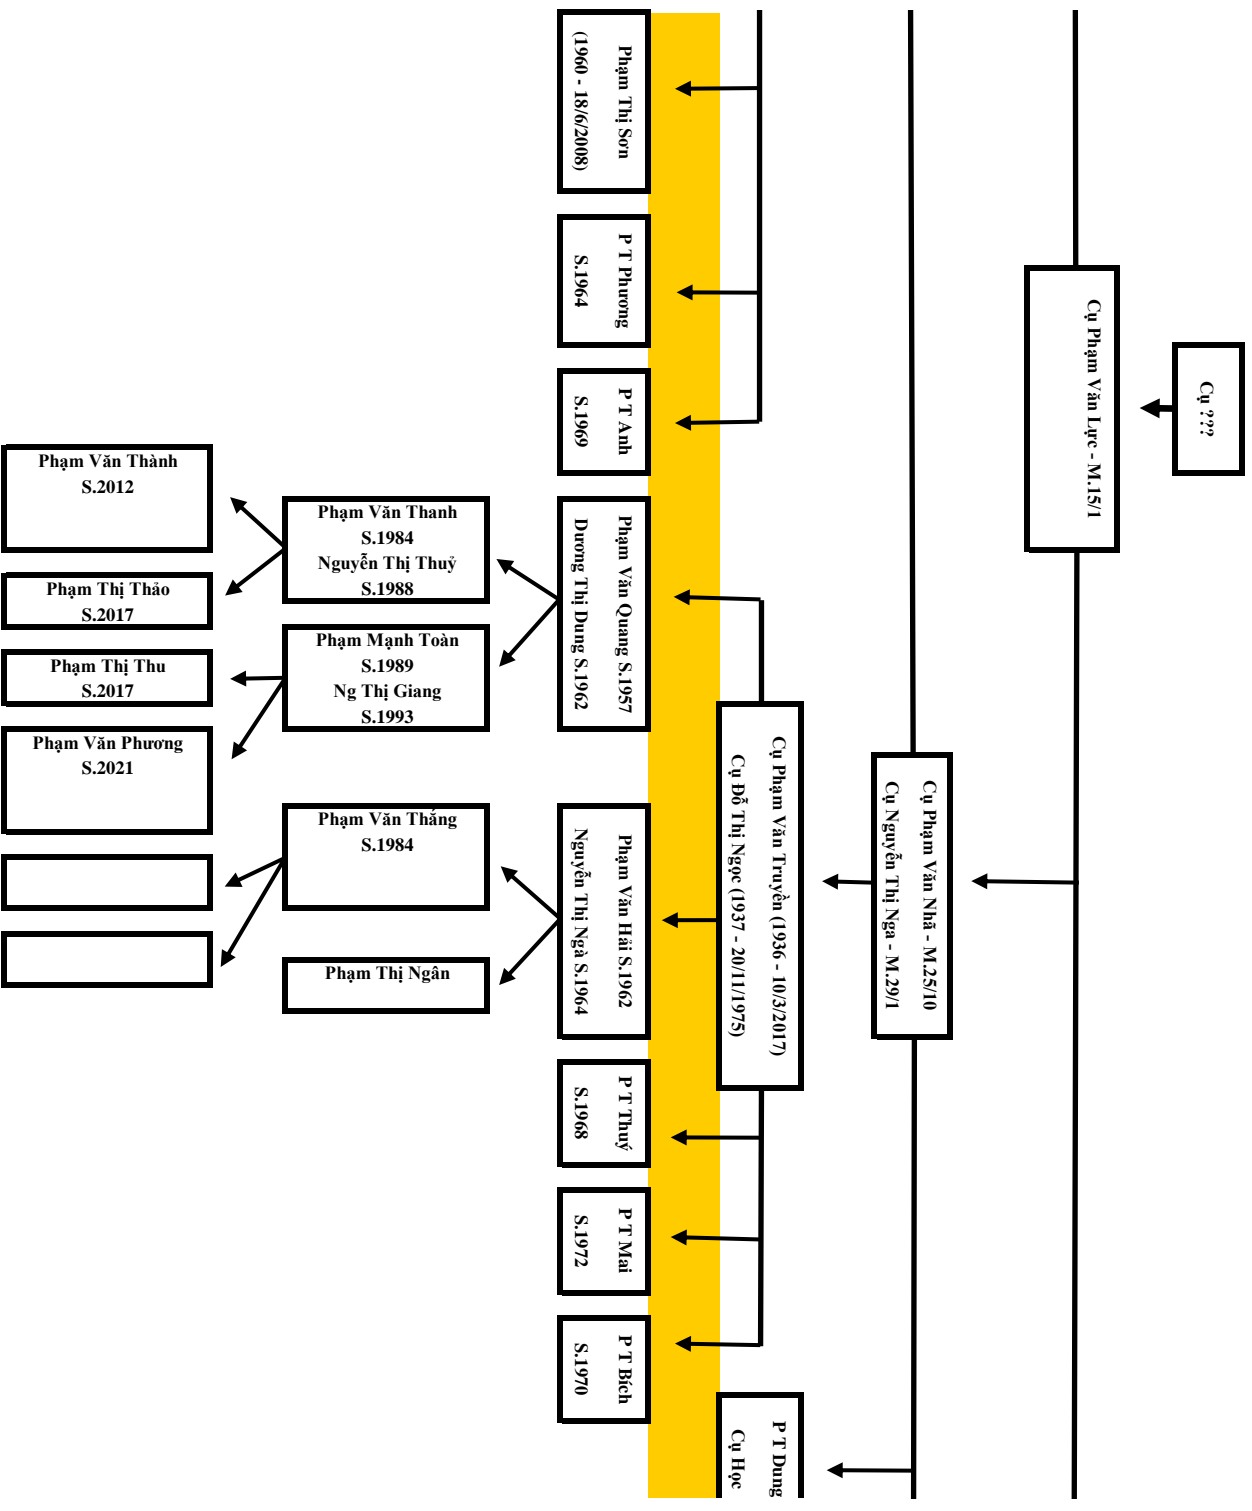 Cụ ???
Cụ Phạm Văn Lực - M.15/1
Cụ Phạm Văn Nhã - M.25/10
Cụ Nguyễn Thị Nga - M.29/1
Cụ Phạm Văn Truyền (1936 - 10/3/2017)
Cụ Đỗ Thị Ngọc (1937 - 20/11/1975)
P T Dung
Cụ Học
Phạm Thị Sơn
(1960 - 18/6/2008)
P T Phương
S.1964
P T Anh
S.1969
Phạm Văn Quang S.1957
Dương Thị Dung S.1962
Phạm Văn Hải S.1962
Nguyễn Thị Ngà S.1964
P T Thuý
S.1968
P T Mai
S.1972
P T Bích
S.1970
Phạm Văn Thanh
S.1984
Nguyễn Thị Thuỷ
S.1988
Phạm Mạnh Toàn
S.1989
Ng Thị Giang
S.1993
Phạm Văn Thắng
S.1984
Phạm Thị Ngân
Phạm Văn Thành
S.2012
Phạm Thị Thảo
S.2017
Phạm Thị Thu
S.2017
Phạm Văn Phương
S.2021